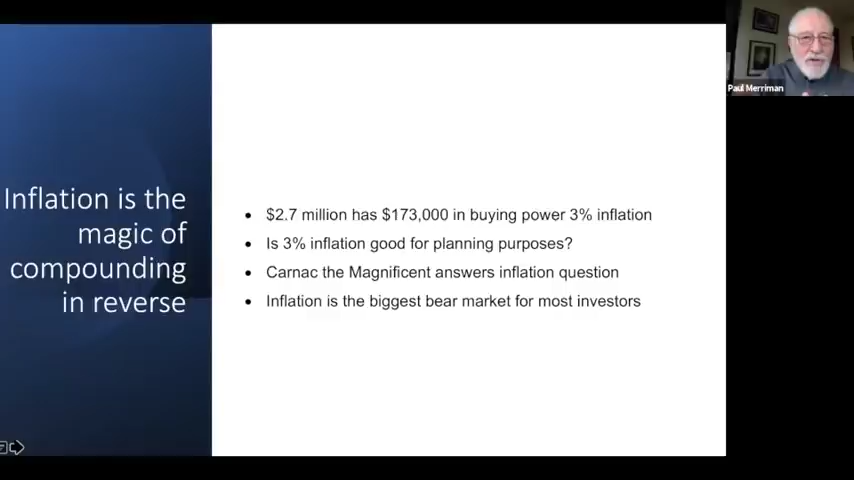 Inflation is the
magic of
compounding
in reverse
• $2.7 million has $173,000 in buying power 3% inflation
• Is 3% inflation good for planning purposes?
• Carnac the Magnificent answers inflation question
• Inflation is the biggest bear market for most investors
Paul Merriman